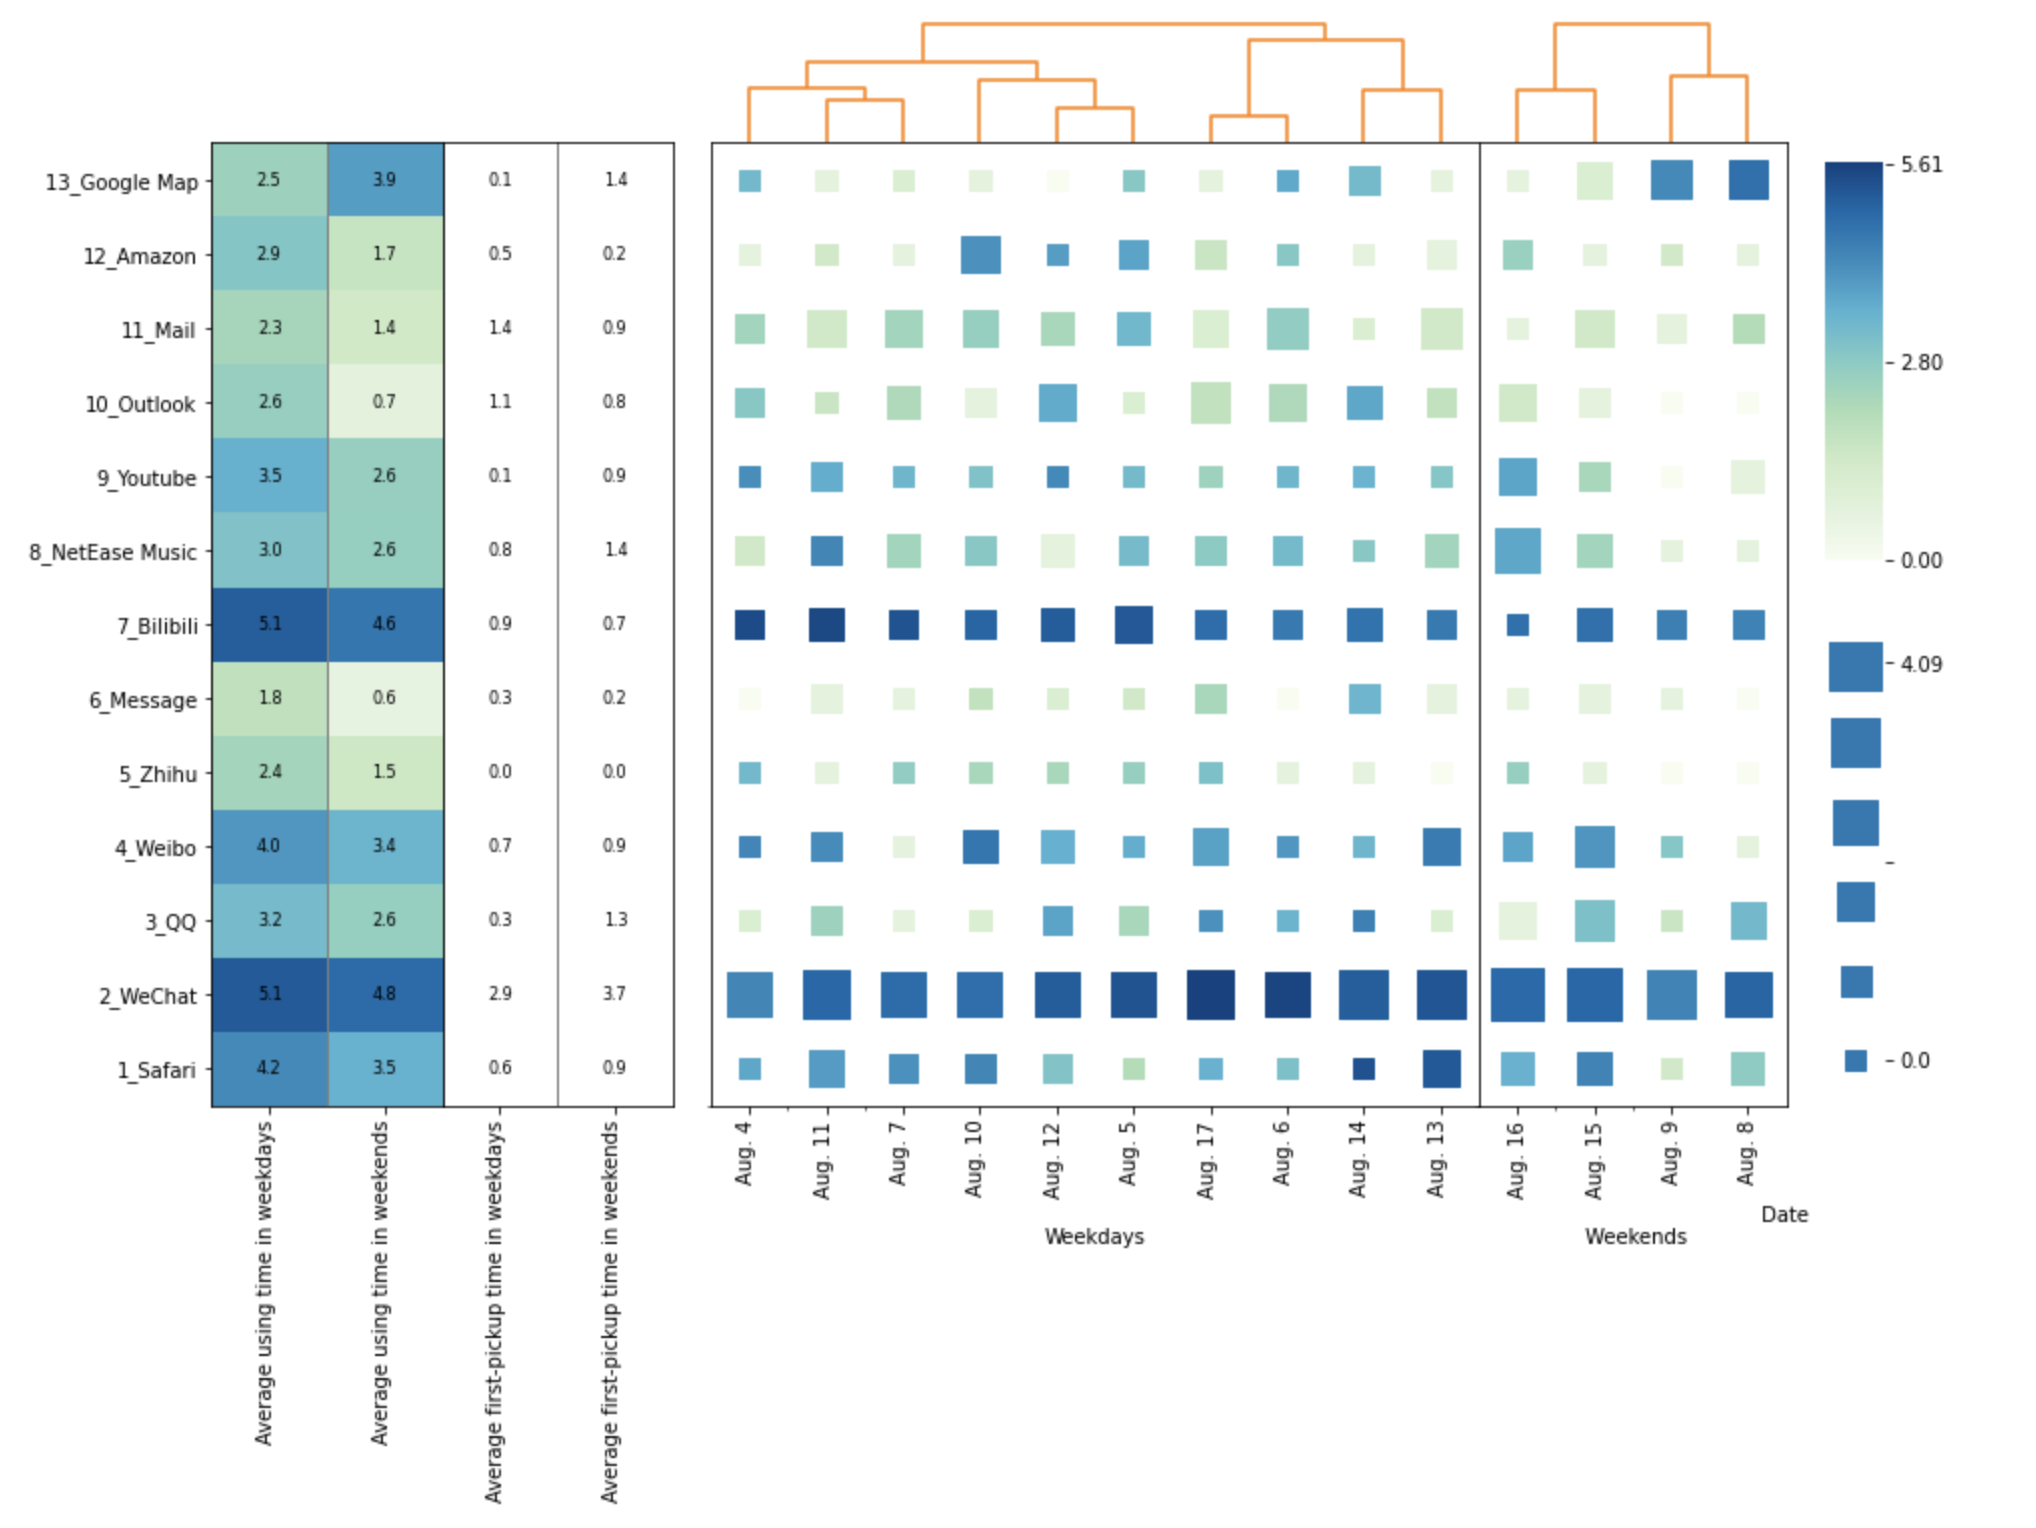 13_Google Map 2.5 3.9 0.1 1.4
12_Amazon 2.9 1.7 0.5 0.2
11_Mail 2.3 1.4 1.4 0.9
10_Outlook 2.6 0.7 1.1 0.8
9_Youtube 3.5 2.6 0.1 0.9
8_NetEase Music 3.0 2.6 0.8 1.4
7_Bilibili 5.1 4.6 0.9 0.7
6_Message 1.8 0.6 0.3 0.2
5_Zhihu 2.4 1.5 0.0 0.0
4_Weibo 4.0 3.4 0.7 0.9
3_QQ 3.2 2.6 0.3 1.3
2_WeChat 5.1 4.8 2.9 3.7
1_Safari 4.2 3.5 0.6 0.9
Average using time in weekdays
Average using time in weekends
Average first-pickup time in weekdays
Average first-pickup time in weekends
Aug. 4
Aug. 11
Aug. 7
Aug. 10
Aug. 12
Aug. 5
Aug. 17
Aug. 6
Aug. 14
Aug. 13
Aug. 16
Aug. 15
Aug. 9
Aug. 8
Date
Weekdays
Weekends
5.61
2.80
0.00
4.09
0.0